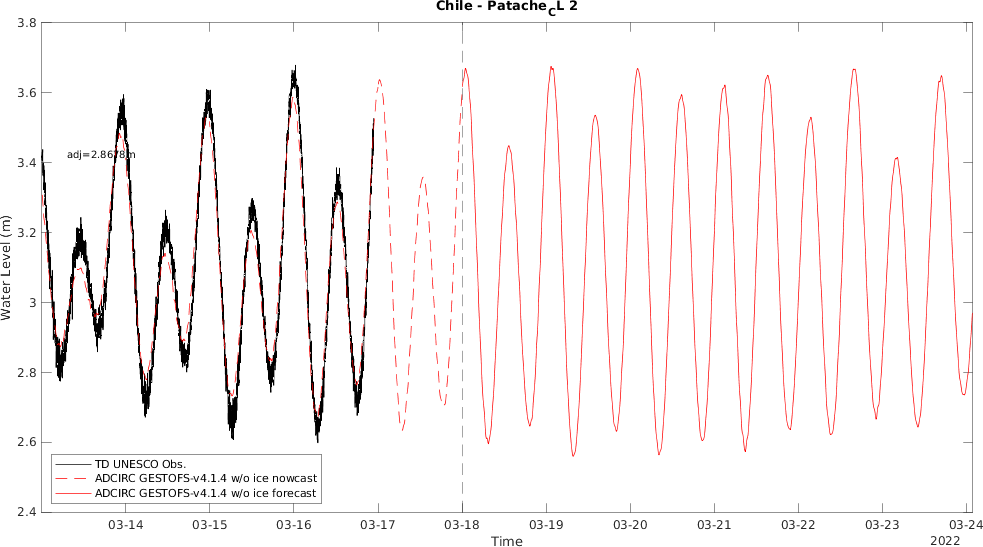 Chile - Patache_CL 2
3.8
3.6
3.4
3.2
3
2.8
2.6
2.4
Water Level (m)
adj=2.8678m
TD UNESCO Obs.
ADCIRC GESTOFS-v4.1.4 w/o ice nowcast
ADCIRC GESTOFS-v4.1.4 w/o ice forecast
03-14 03-15 03-16 03-17 03-18 03-19 03-20 03-21 03-22 03-23 03-24
Time
2022